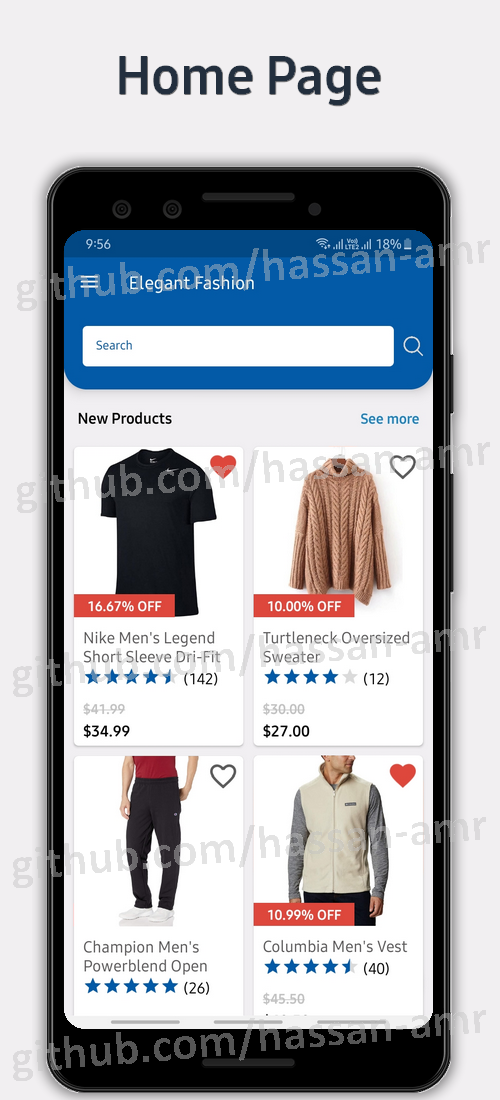 Home Page
9:56
Vo))
LTE2
18%
github.com/hassan-amr
Elegant Fashion
Search
New Products
See more
github.com/hassan-amr
16.67% OFF
10.00% OFF
Nike Men's Legend
Short Sleeve Dri-Fit
(142)
$41.99
$34.99
Turtleneck Oversized
Sweater
(12)
$30.00
$27.00
github.com/hassan-amr
10.99% OFF
Champion Men's
Powerblend Open
(26)
Columbia Men's Vest
(40)
$45.50
github.com/hassan-amr
github.com/hassan-amr